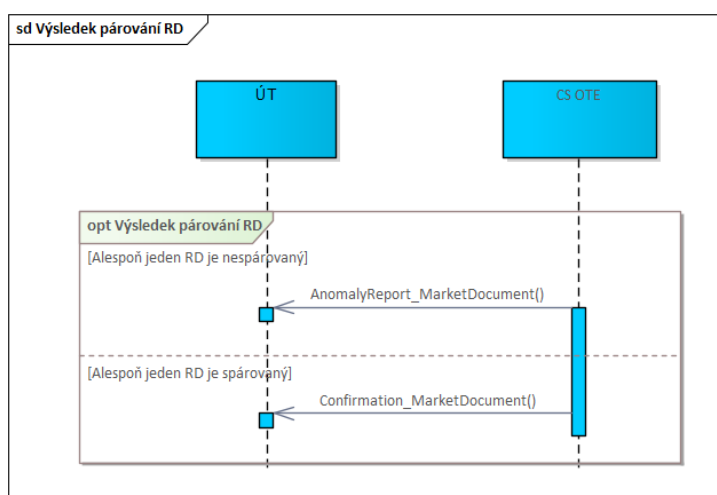 sd Výsledek párování RD
ÚT
CS OTE
opt Výsledek párování RD
[Alespoň jeden RD je nespárovaný]
AnomalyReport_MarketDocument()
[Alespoň jeden RD je spárovaný]
Confirmation_MarketDocument()